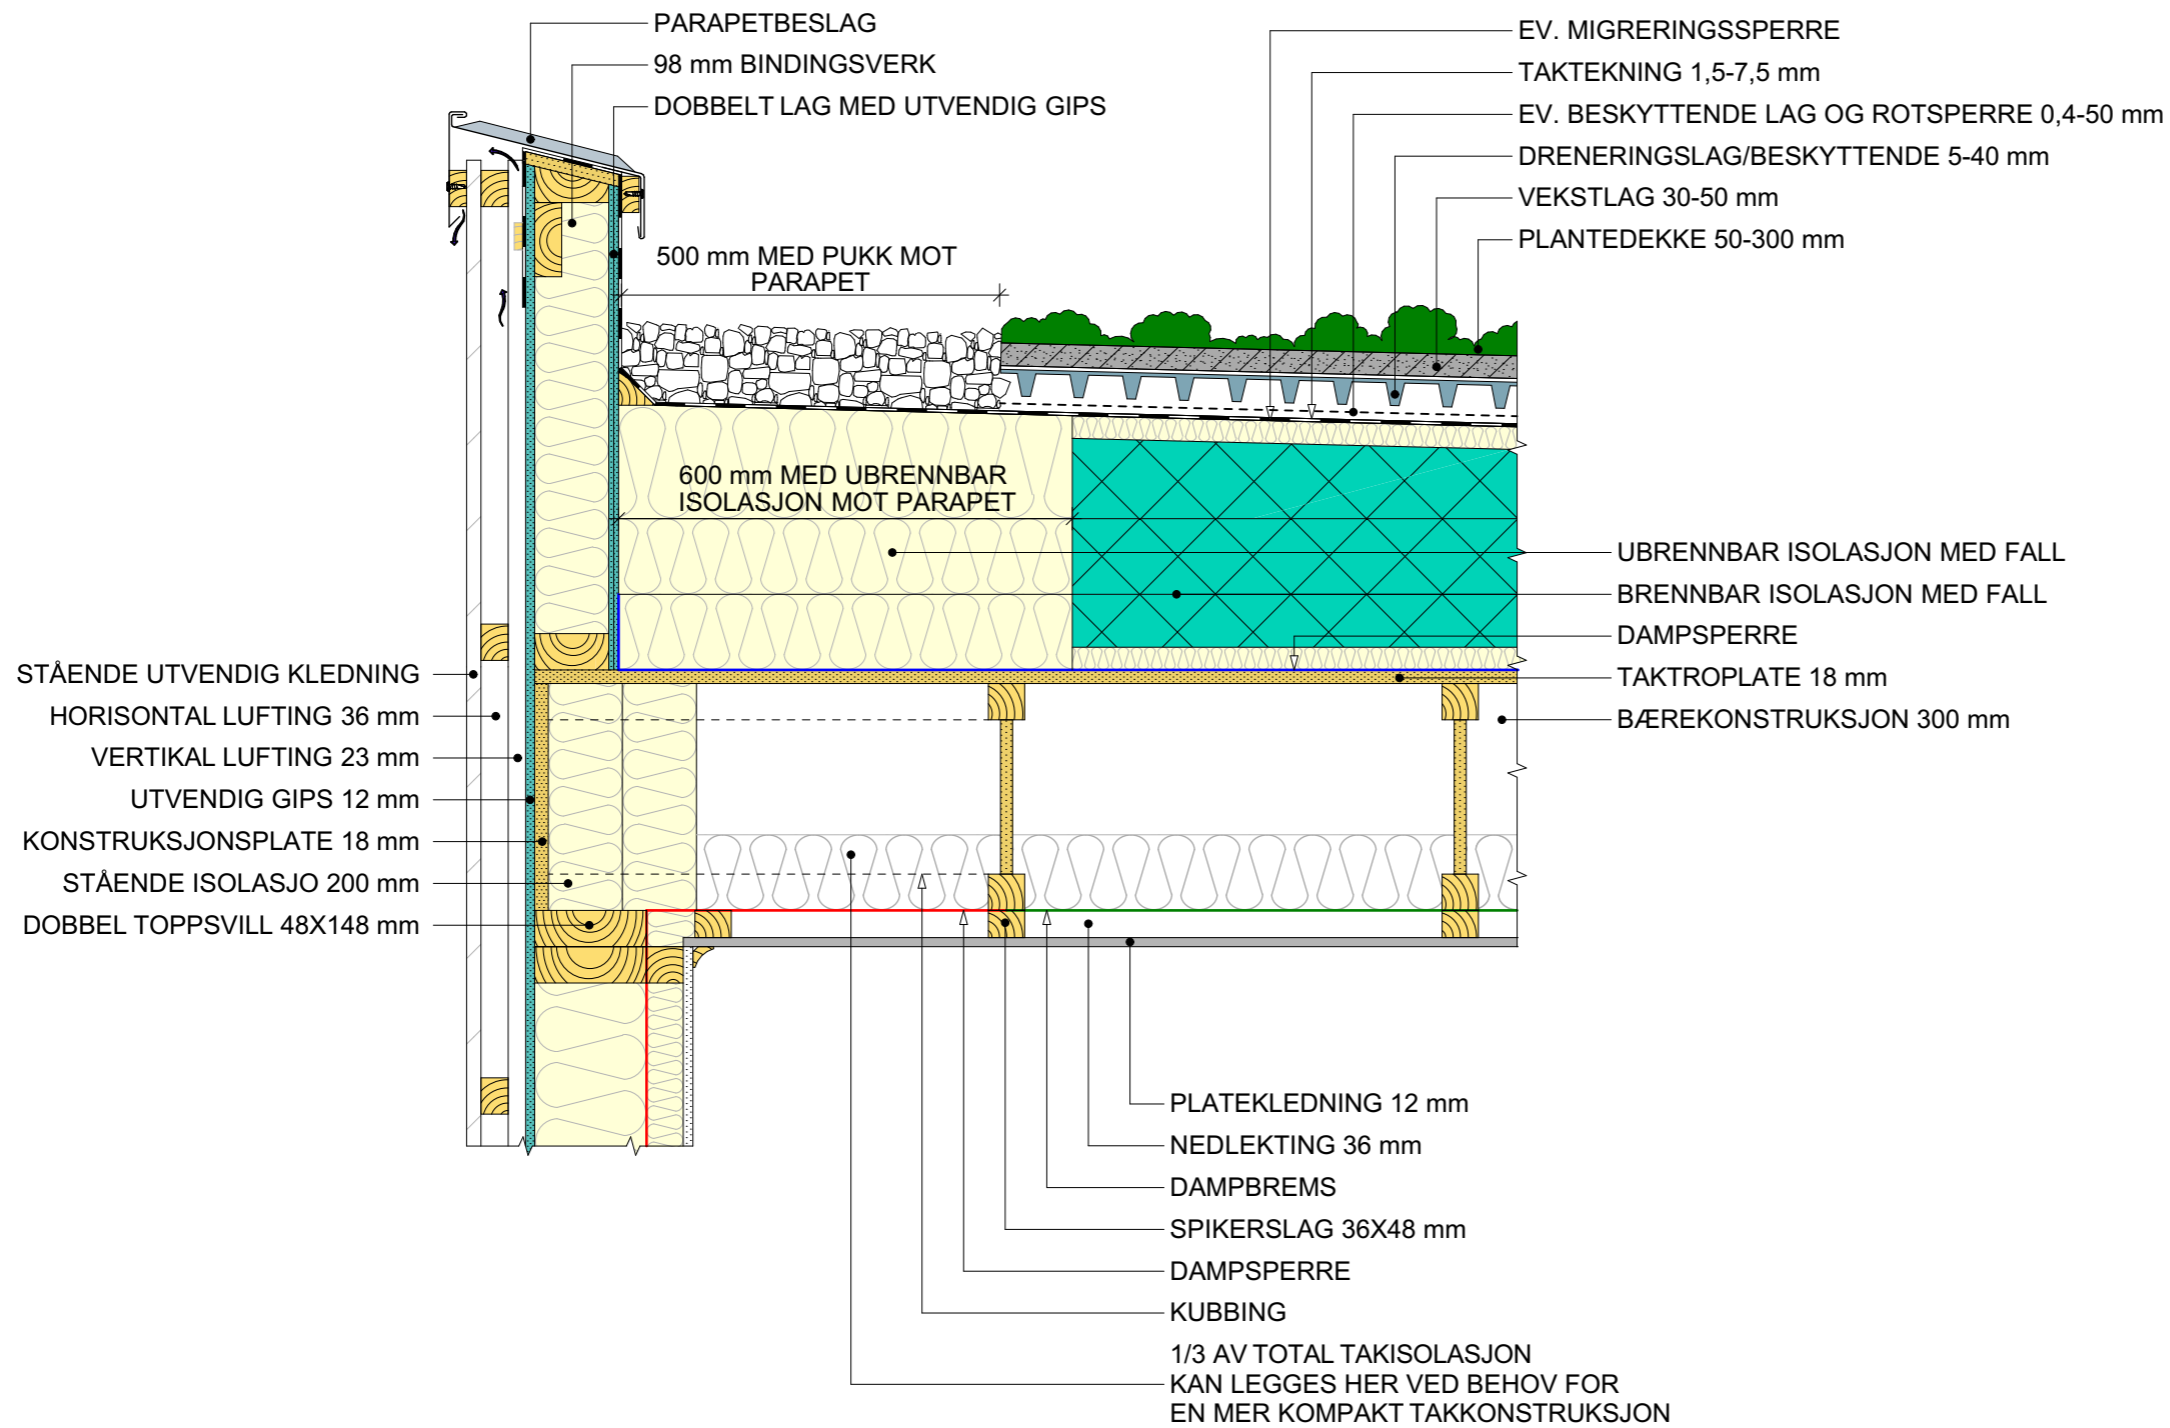 PARAPETBESLAG
98 mm BINDINGSVERK
DOBBELT LAG MED UTVENDIG GIPS
EV. MIGRERINGSSPERRE
TAKTEKNING 1,5-7,5 mm
EV. BESKYTTENDE LAG OG ROTSPERRE 0,4-50 mm
DRENERINGSLAG/BESKYTTENDE 5-40 mm
VEKSTLAG 30-50 mm
PLANTEDEKKE 50-300 mm
500 mm MED PUKK MOT
PARAPET
600 mm MED UBRENNBAR
ISOLASJON MOT PARAPET
UBRENNBAR ISOLASJON MED FALL
BRENNBAR ISOLASJON MED FALL
DAMPSPERRE
TAKTROPLATE 18 mm
BÆREKONSTRUKSJON 300 mm
STÅENDE UTVENDIG KLEDNING
HORISONTAL LUFTING 36 mm
VERTIKAL LUFTING 23 mm
UTVENDIG GIPS 12 mm
KONSTRUKSJONSPLATE 18 mm
STÅENDE ISOLASJO 200 mm
DOBBEL TOPPSVILL 48X148 mm
PLATEKLEDNING 12 mm
NEDLEKTING 36 mm
DAMPBREMS
SPIKERSLAG 36X48 mm
DAMPSPERRE
KUBBING
1/3 AV TOTAL TAKISOLASJON
KAN LEGGES HER VED BEHOV FOR
EN MER KOMPAKT TAKKONSTRUKSJON